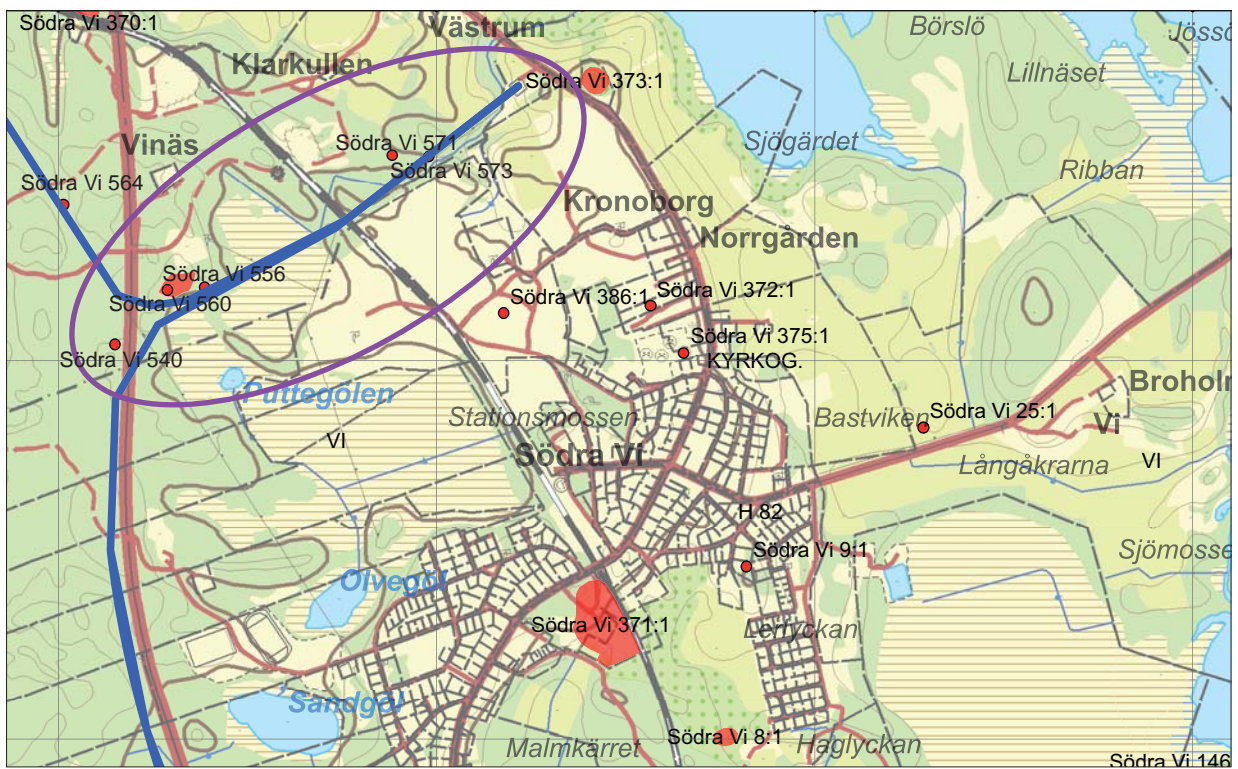 Södra Vi 370:1
Västrum
Börslö
Klarkullen
Lillnäset
Södra Vi 373:1
Vinäs
Södra Vi 571
Sjögärdet
Södra Vi 573
Ribban
Södra Vi 564
Kronoborg
Norrgården
Södra Vi 556
Södra Vi 560
Södra Vi 386:1
Södra Vi 372:1
Södra Vi 375:1
KYRKOG.
Södra Vi 540
Puttegölen
Broholm
Stationsmossen
Bastviken
Södra Vi 25:1
Vi
VI
Södra Vi
Långåkrarna
VI
H 82
Södra Vi 9:1
Sjömosse
Olvegöl
Södra Vi 371:1
Lertyckan
Sandgöl
Malmkärret
Södra Vi 8:1
Haglyckan
Södra Vi 146